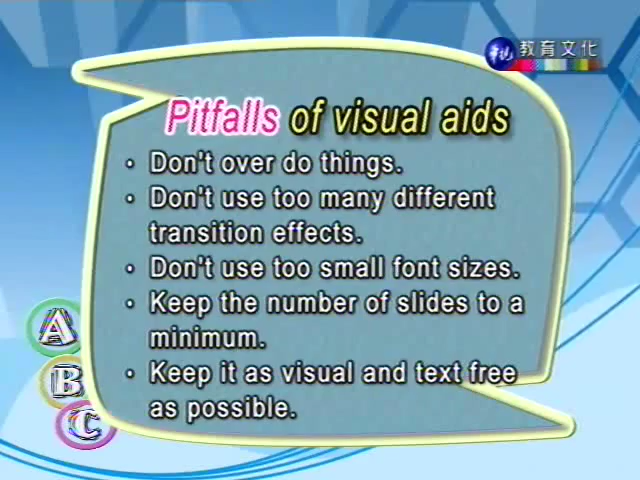 華視 教育文化
Pitfalls of visual aids
• Don't over do things.
• Don't use too many different
transition effects.
• Don't use too small font sizes.
• Keep the number of slides to a
minimum.
• Keep it as visual and text free
as possible.
A
B
C